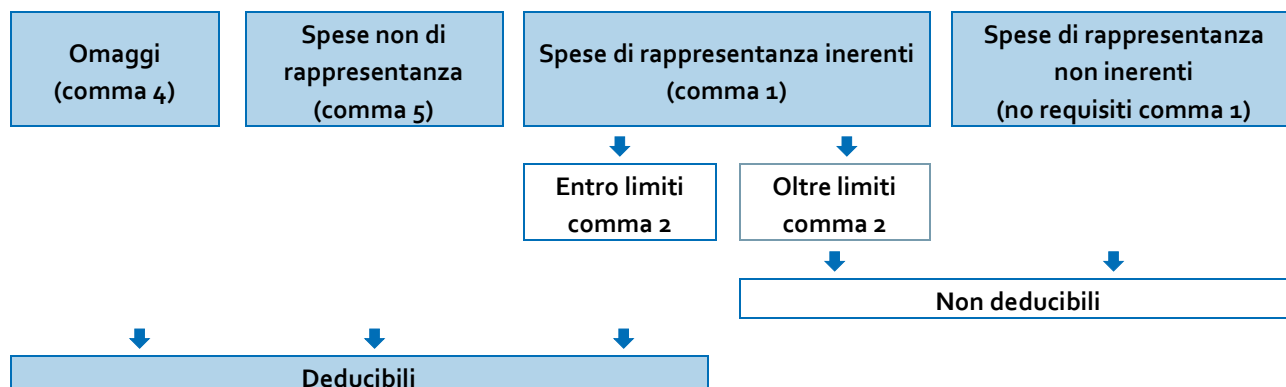 Omaggi
(comma 4)
Spese non di
rappresentanza
(comma 5)
Spese di rappresentanza inerenti
(comma 1)
Spese di rappresentanza
non inerenti
(no requisiti comma 1)
Entro limiti
comma 2
Oltre limiti
comma 2
Non deducibili
Deducibili